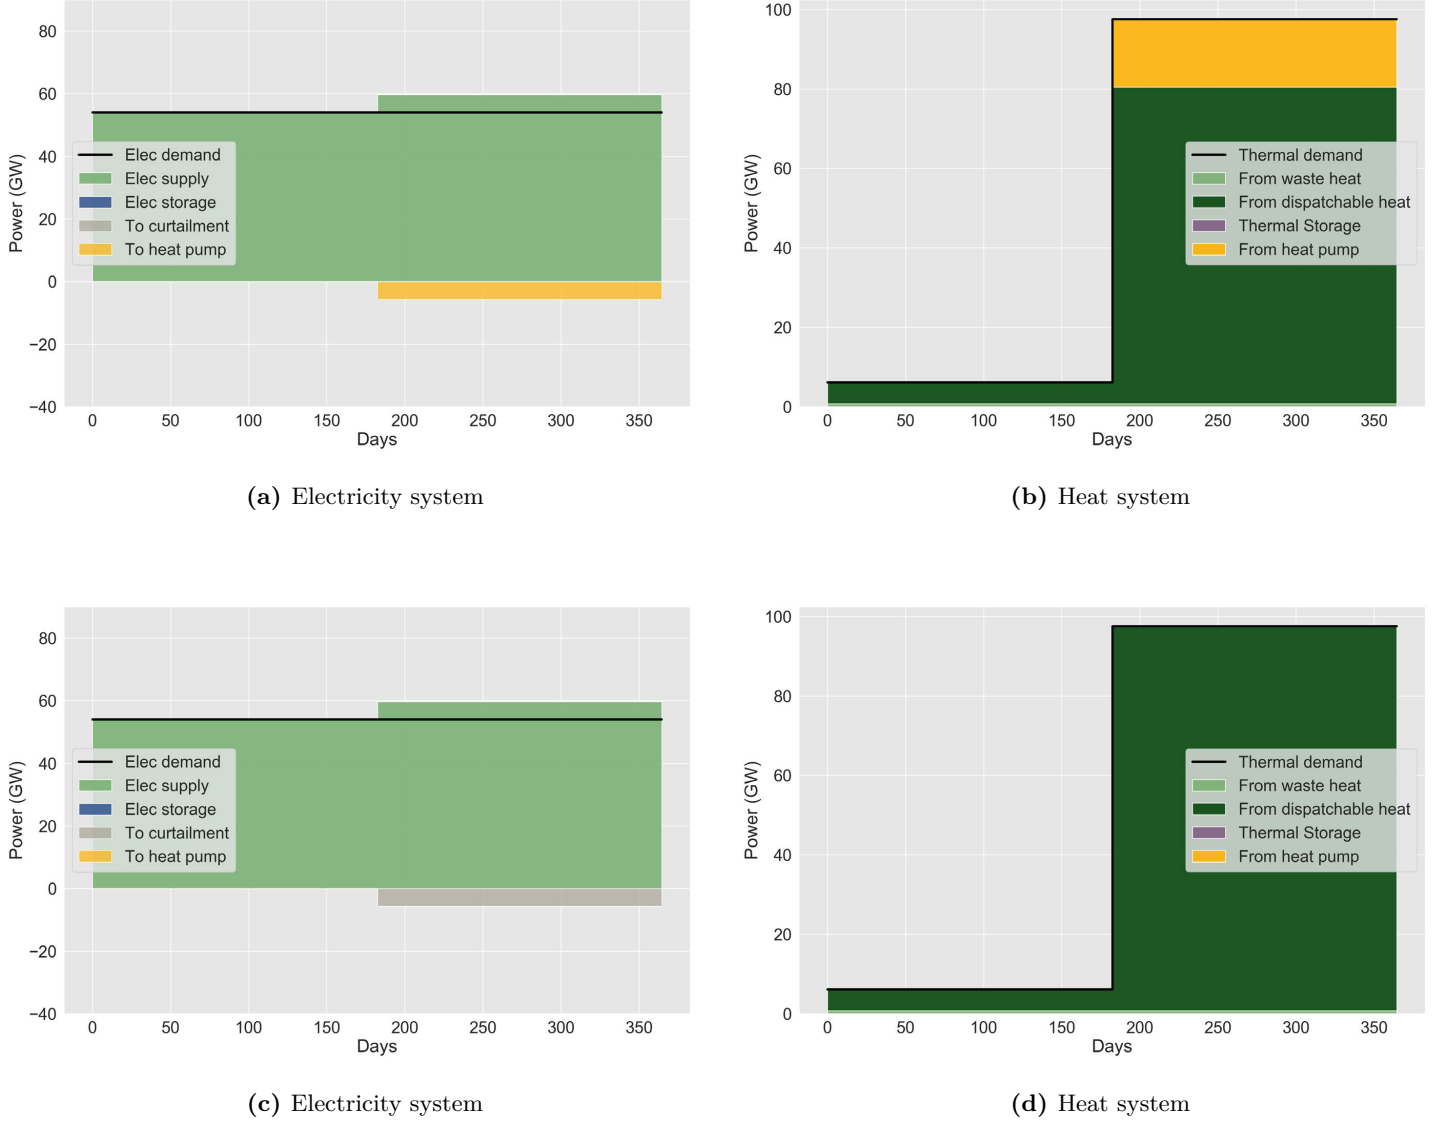 80
60
40
20
0
−20
−40
Power (GW)
Elec demand
Elec supply
Elec storage
To curtailment
To heat pump
0 50 100 150 200 250 300 350
Days
(a) Electricity system
100
80
60
40
20
0
Power (GW)
Thermal demand
From waste heat
From dispatchable heat
Thermal Storage
From heat pump
0 50 100 150 200 250 300 350
Days
(b) Heat system
80
60
40
20
0
−20
−40
Power (GW)
Elec demand
Elec supply
Elec storage
To curtailment
To heat pump
0 50 100 150 200 250 300 350
Days
(c) Electricity system
100
80
60
40
20
0
Power (GW)
Thermal demand
From waste heat
From dispatchable heat
Thermal Storage
From heat pump
0 50 100 150 200 250 300 350
Days
(d) Heat system